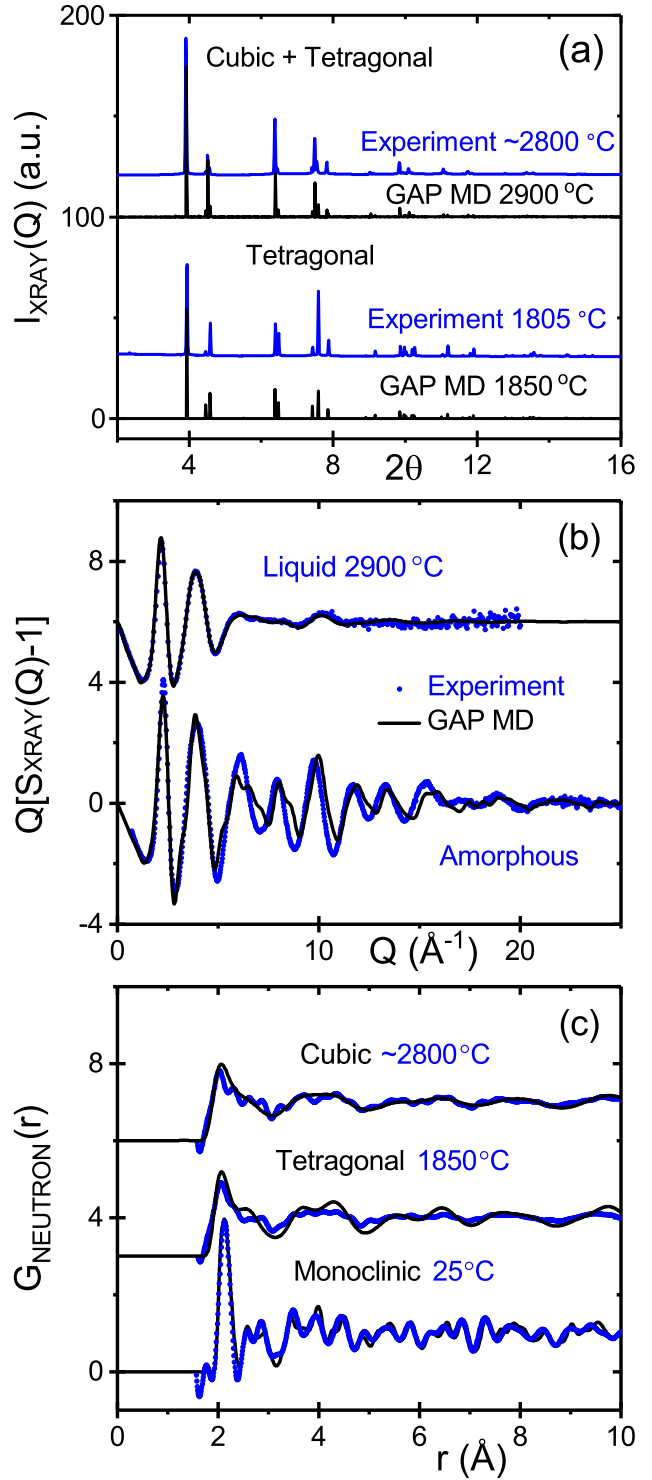 200
(a)
Cubic + Tetragonal
Experiment ~2800 °C
GAP MD 2900 °C
100
Tetragonal
Experiment 1805 °C
GAP MD 1850 °C
0
I_XRAY(Q) (a.u.)
4 8 12 16
2θ
(b)
8
Liquid 2900 °C
4
Experiment
GAP MD
0
Amorphous
-4
Q[S_XRAY(Q)-1]
0 10 20
Q (Å⁻¹)
(c)
8
Cubic ~2800°C
Tetragonal 1850°C
4
Monoclinic 25°C
0
G_NEUTRON(r)
0 2 4 6 8 10
r (Å)